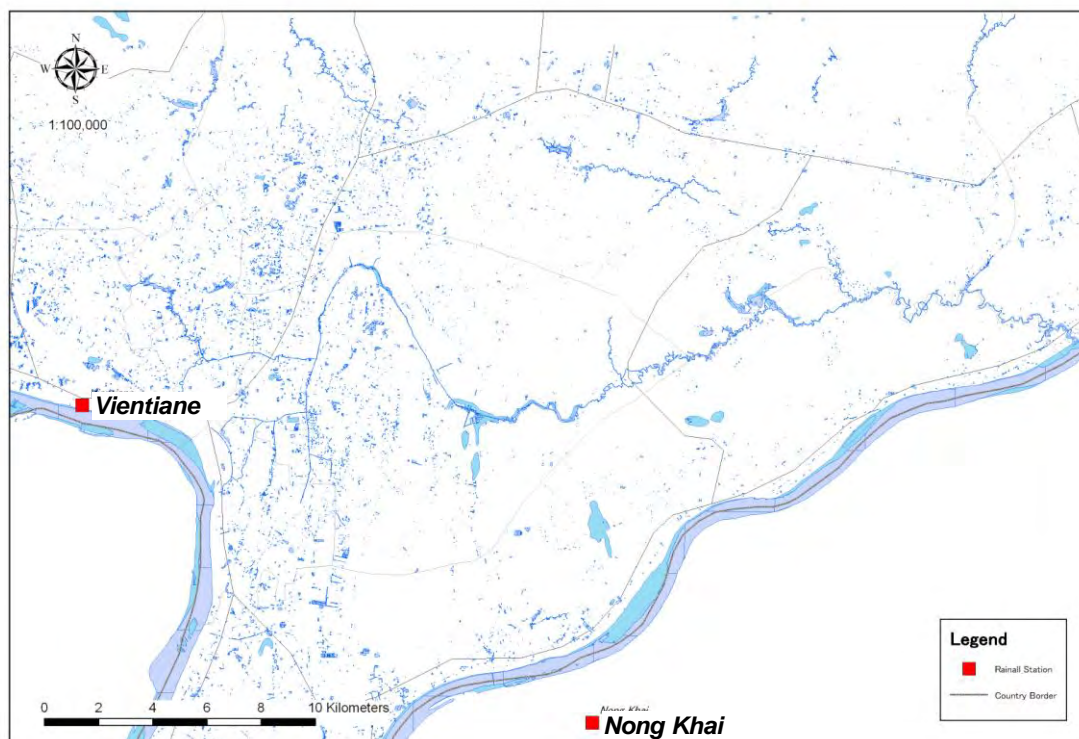 N
W E
S
1:100,000
Vientiane
Legend
Rainall Station
Country Border
0 2 4 6 8 10 Kilometers
Nong Khai
Nong Khai